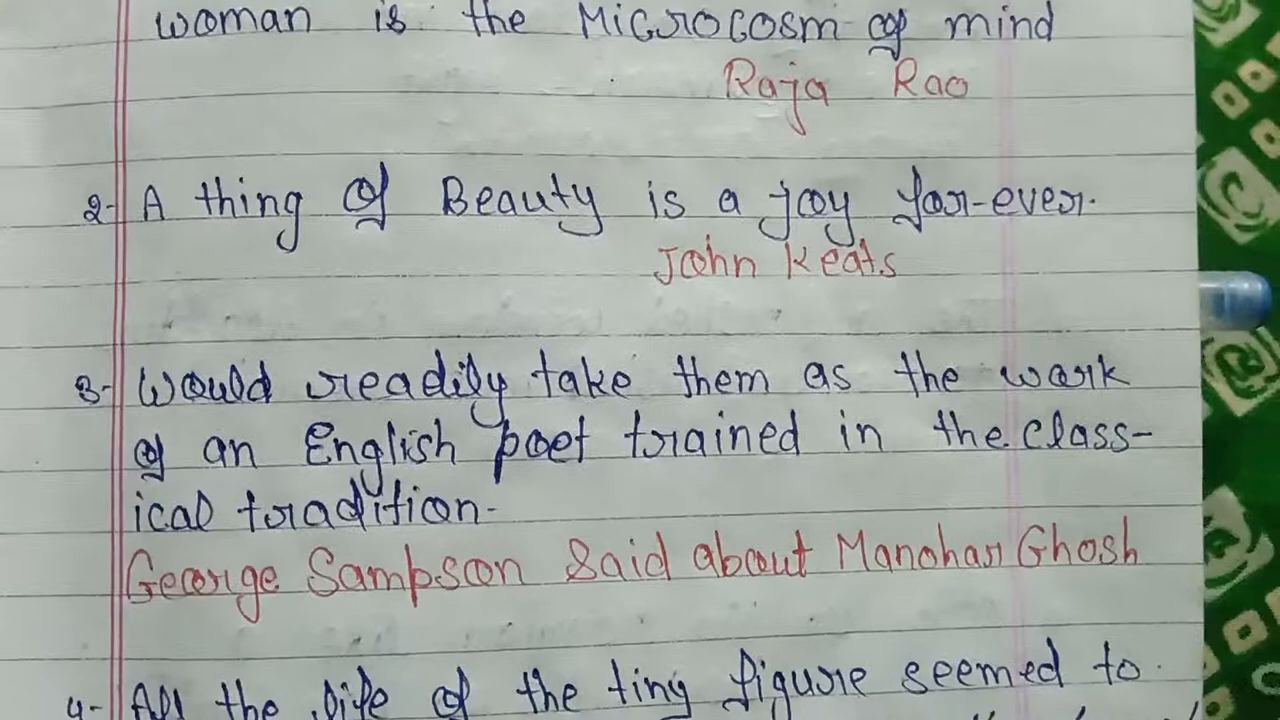 woman is the Microcosm of mind
Raja Rao
2- A thing Of Beauty is a joy for-ever.
John Keats
3- Would readily take them as the work
of an English poet trained in the class-
ical tradition-
George Sampson Said about Manohar Ghosh
4- All the life of the ting figure seemed to